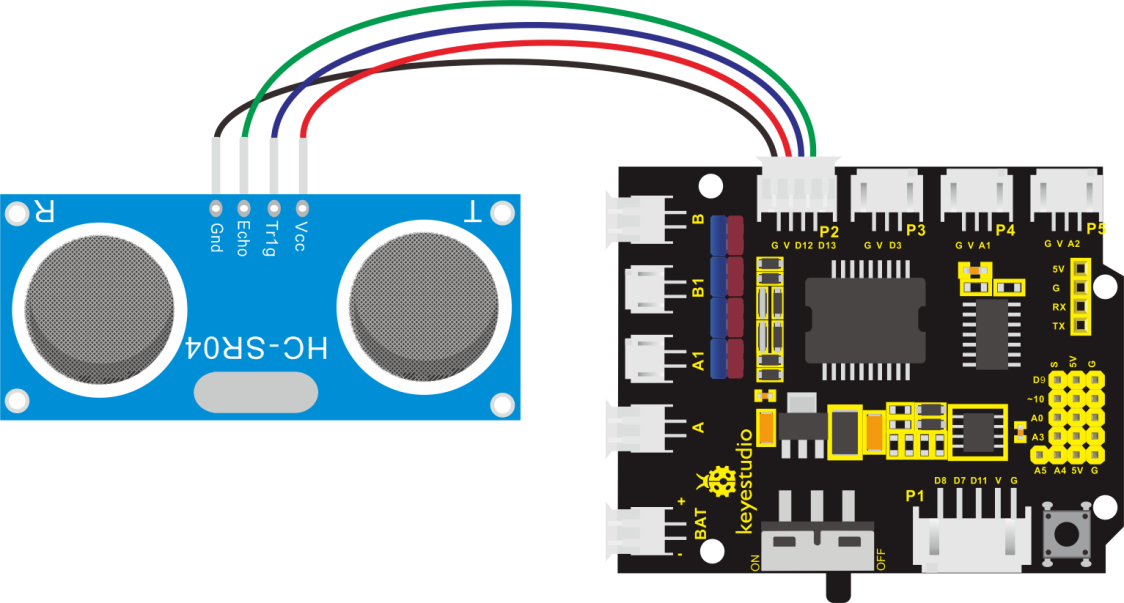 R
T
Gnd
Echo
Tr1g
Vcc
HC-SR04
B
B1
A1
A
+
BAT
-
P2
G V D12 D13
P3
G V D3
P4
G V A1
P5
G V A2
5V
G
RX
TX
S 5V G
D9
~10
A0
A3
A5 A4 5V G
keyestudio
P1
D8 D7 D11 V G
ON
OFF